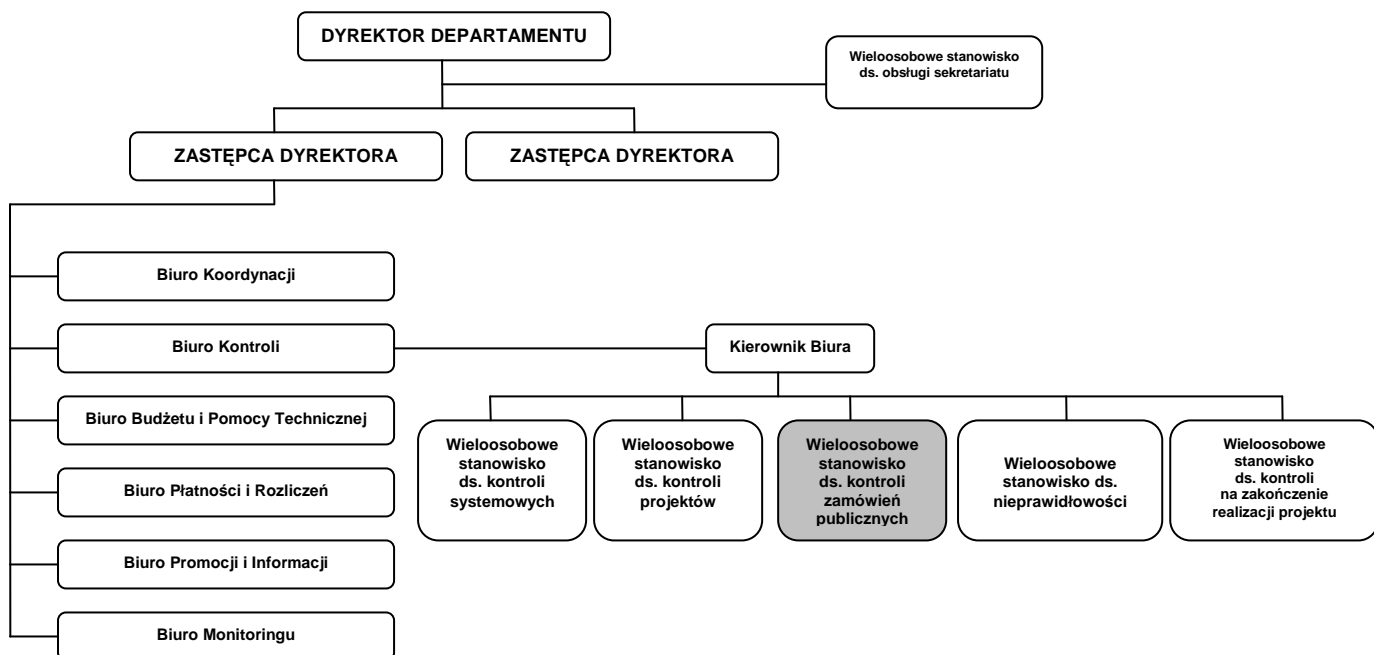 DYREKTOR DEPARTAMENTU
Wieloosobowe stanowisko
ds. obsługi sekretariatu
ZASTĘPCA DYREKTORA
ZASTĘPCA DYREKTORA
Biuro Koordynacji
Biuro Kontroli
Kierownik Biura
Biuro Budżetu i Pomocy Technicznej
Wieloosobowe
stanowisko
ds. kontroli
systemowych
Wieloosobowe
stanowisko
ds. kontroli
projektów
Wieloosobowe
stanowisko
ds. kontroli
zamówień
publicznych
Wieloosobowe
stanowisko ds.
nieprawidłowości
Wieloosobowe
stanowisko
ds. kontroli
na zakończenie
realizacji projektu
Biuro Płatności i Rozliczeń
Biuro Promocji i Informacji
Biuro Monitoringu